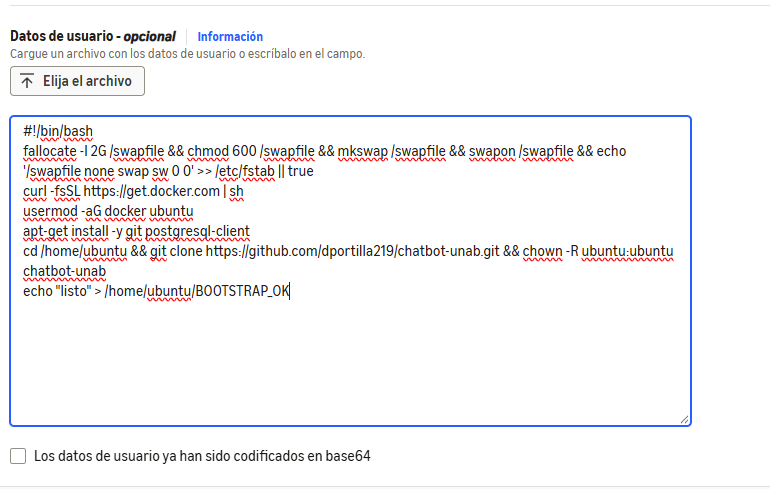 Datos de usuario - opcional Información
Cargue un archivo con los datos de usuario o escríbalo en el campo.
Elija el archivo
#!/bin/bash
fallocate -l 2G /swapfile && chmod 600 /swapfile && mkswap /swapfile && swapon /swapfile && echo
'/swapfile none swap sw 0 0' >> /etc/fstab || true
curl -fsSL https://get.docker.com | sh
usermod -aG docker ubuntu
apt-get install -y git postgresql-client
cd /home/ubuntu && git clone https://github.com/dportilla219/chatbot-unab.git && chown -R ubuntu:ubuntu
chatbot-unab
echo "listo" > /home/ubuntu/BOOTSTRAP_OK
Los datos de usuario ya han sido codificados en base64